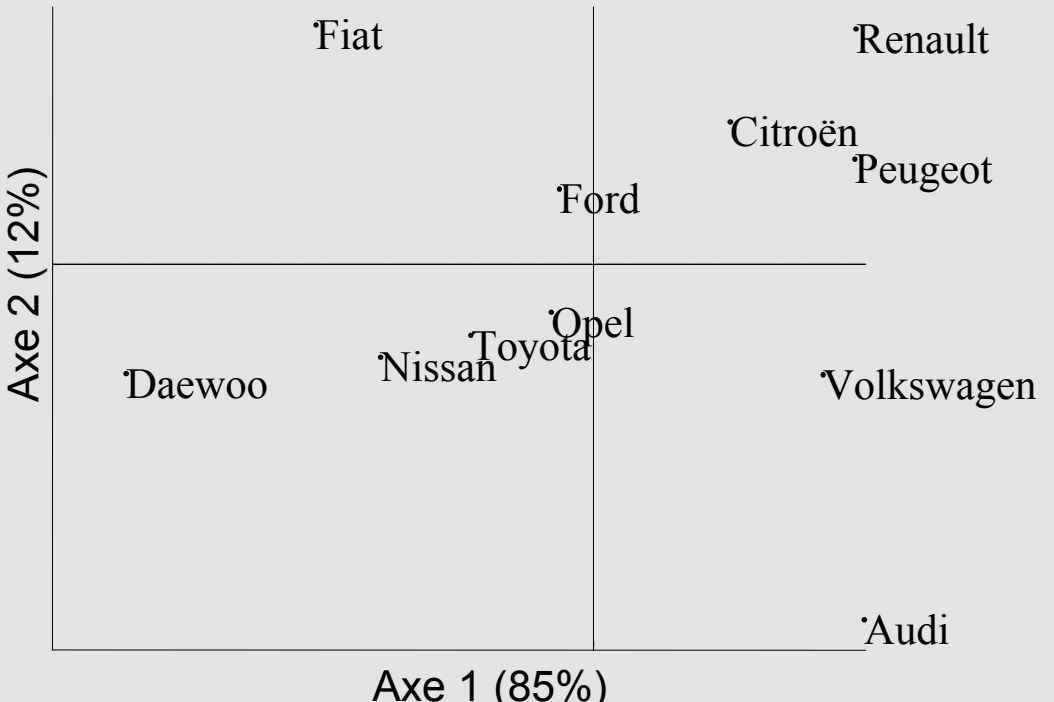 Fiat
Renault
Citroën
Peugeot
Ford
Axe 2 (12%)
Opel
Toyota
Nissan
Daewoo
Volkswagen
Audi
Axe 1 (85%)